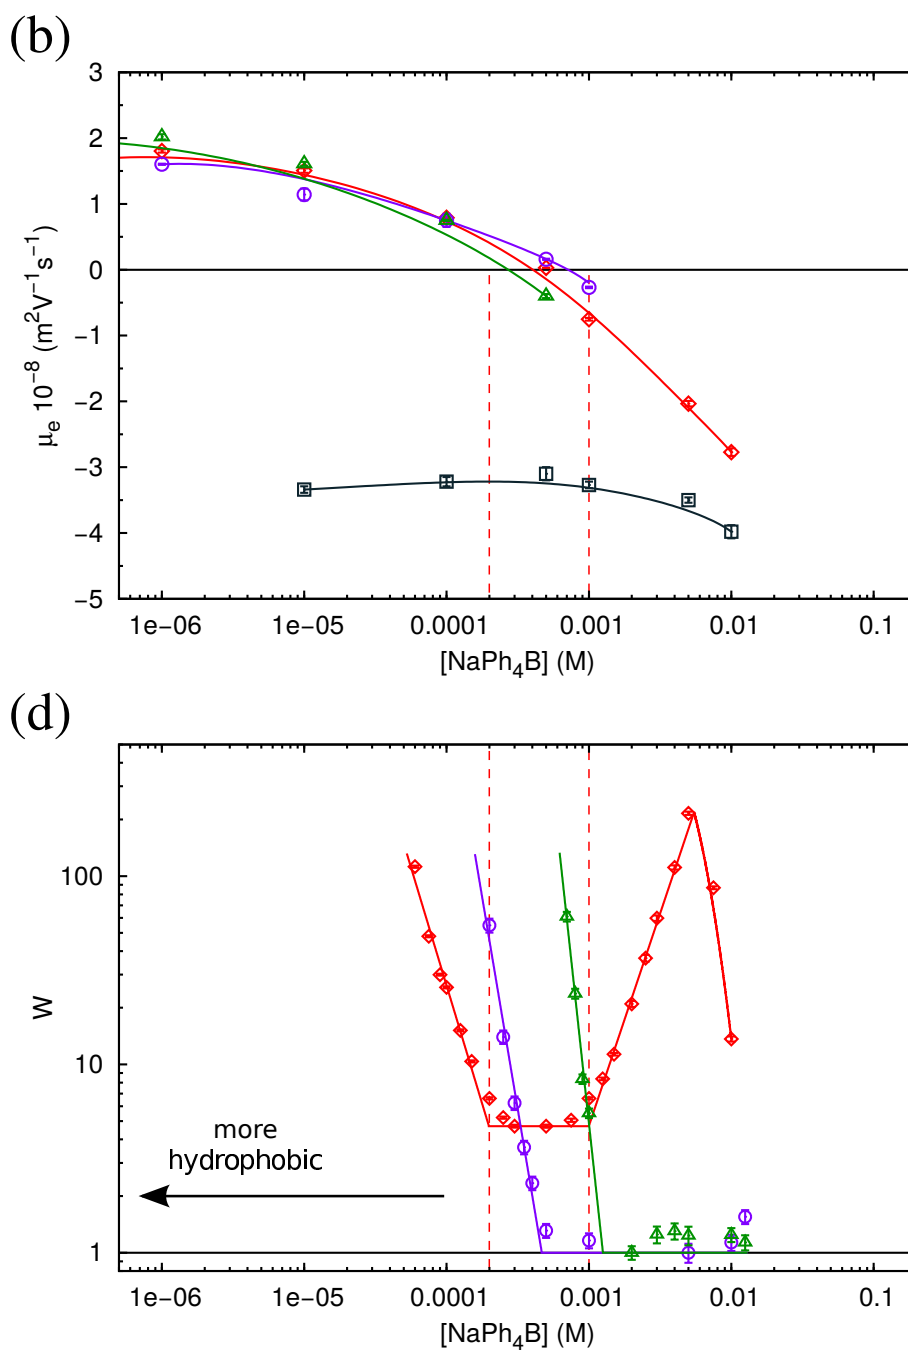 (b)
3
2
1
0
−1
−2
−3
−4
−5
μe 10−8 (m2V−1s−1)
1e−06 1e−05 0.0001 0.001 0.01 0.1
[NaPh4B] (M)
(d)
100
10
1
W
more
hydrophobic
1e−06 1e−05 0.0001 0.001 0.01 0.1
[NaPh4B] (M)